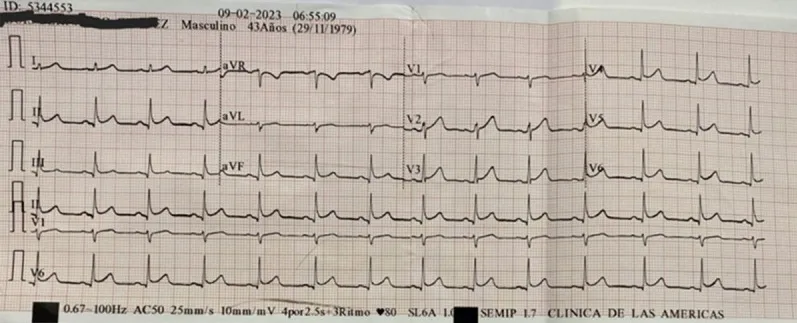 ID: 5344553
09-02-2023 06:55:09
EZ Masculino 43Años (29/11/1979)
I aVR V1 V4
II aVL V2 V5
III aVF V3 V6
II
V1
V6
0.67~100Hz AC50 25mm/s 10mm/mV 4por2.5s+3Ritmo ♥80 SL6A SEMIP 1.7 CLINICA DE LAS AMERICAS